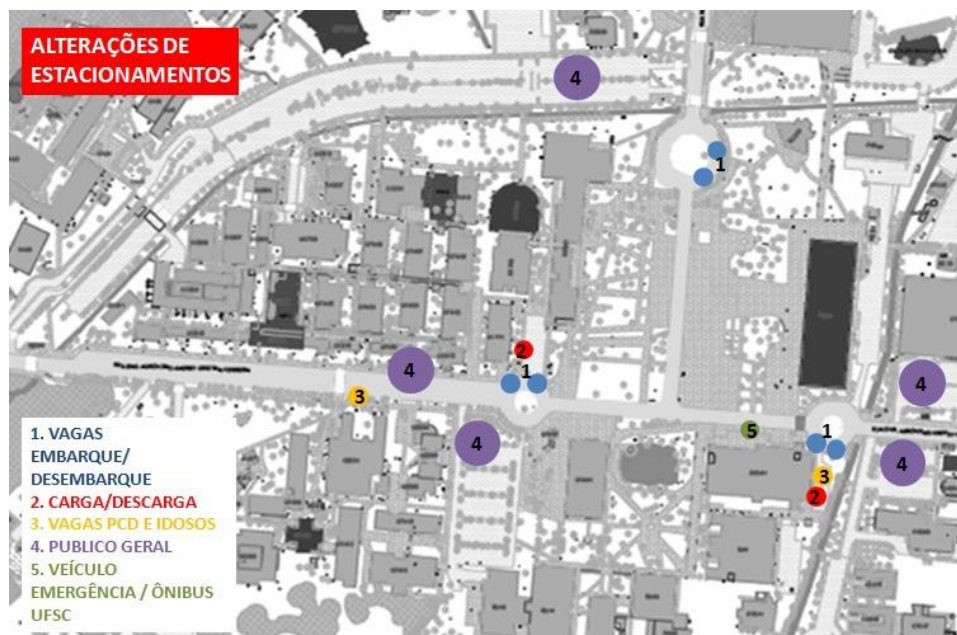 ALTERAÇÕES DE
ESTACIONAMENTOS
4
1
2
1
4
3
4
5
1
4
4
3
2
1. VAGAS
EMBARQUE/
DESEMBARQUE
2. CARGA/DESCARGA
3. VAGAS PCD E IDOSOS
4. PUBLICO GERAL
5. VEÍCULO
EMERGÊNCIA / ÔNIBUS
UFSC